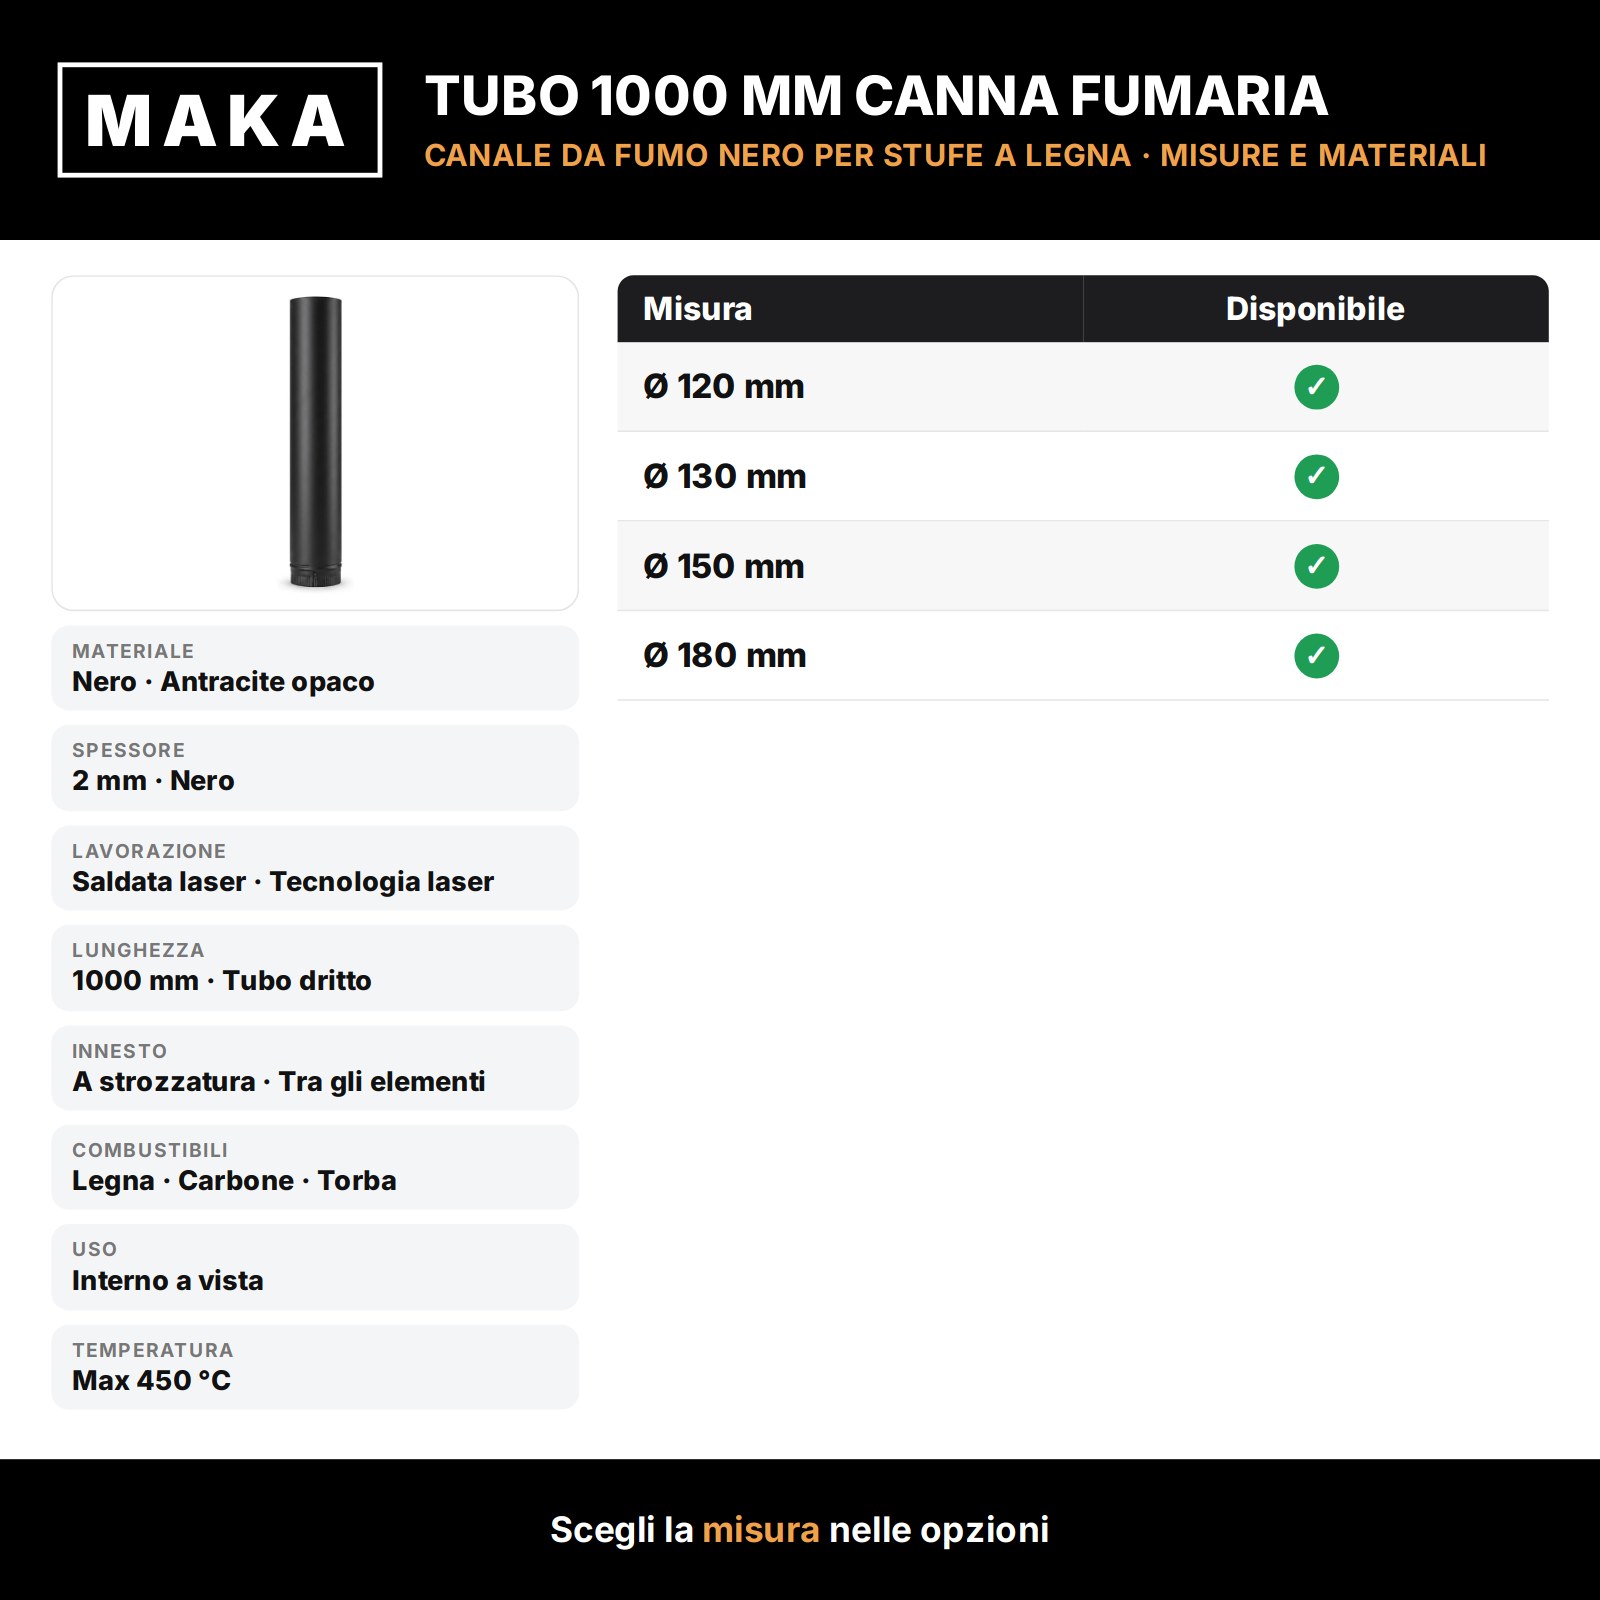 MAKA
TUBO 1000 MM CANNA FUMARIA
CANALE DA FUMO NERO PER STUFE A LEGNA · MISURE E MATERIALI
MATERIALE
Nero · Antracite opaco
SPESSORE
2 mm · Nero
LAVORAZIONE
Saldata laser · Tecnologia laser
LUNGHEZZA
1000 mm · Tubo dritto
INNESTO
A strozzatura · Tra gli elementi
COMBUSTIBILI
Legna · Carbone · Torba
USO
Interno a vista
TEMPERATURA
Max 450 °C
Misura Disponibile
Ø 120 mm ✓
Ø 130 mm ✓
Ø 150 mm ✓
Ø 180 mm ✓
Scegli la misura nelle opzioni